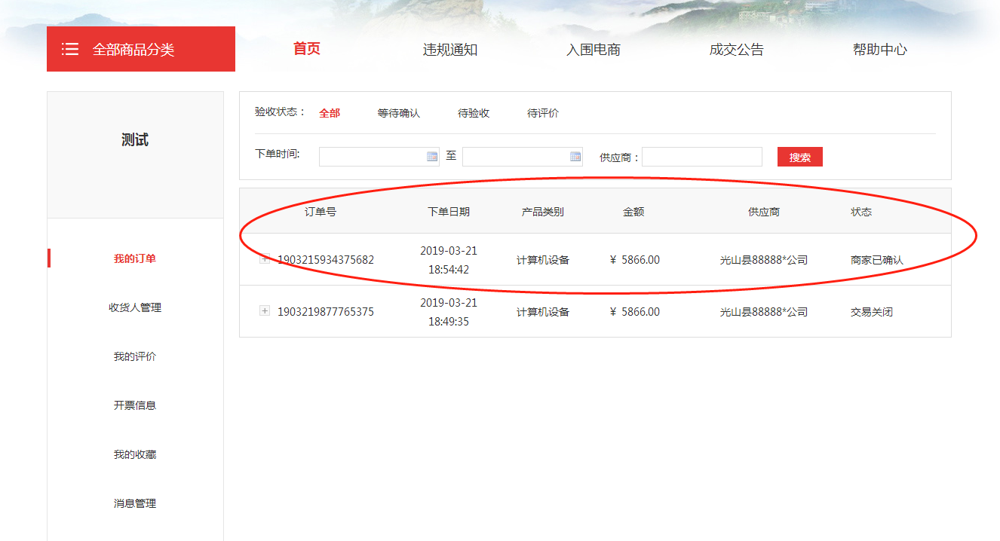 全部商品分类 首页 违规通知 入围电商 成交公告 帮助中心
测试
我的订单
收货人管理
我的评价
开票信息
我的收藏
消息管理
验收状态： 全部 等待确认 待验收 待评价
下单时间: 至 供应商： 搜索
订单号 下单日期 产品类别 金额 供应商 状态
1903215934375682 2019-03-21 18:54:42 计算机设备 ¥ 5866.00 光山县88888*公司 商家已确认
1903219877765375 2019-03-21 18:49:35 计算机设备 ¥ 5866.00 光山县88888*公司 交易关闭